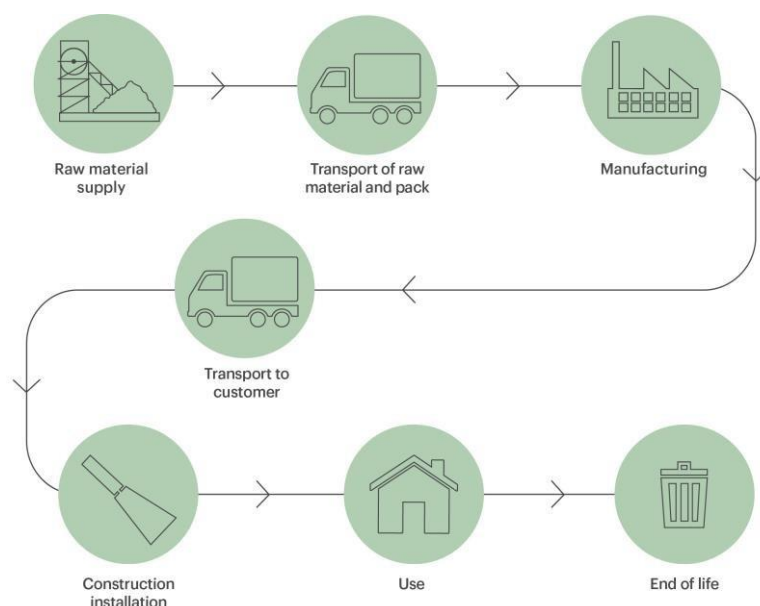 Raw material
supply
Transport of raw
material and pack
Manufacturing
Transport to
customer
Construction
installation
Use
End of life